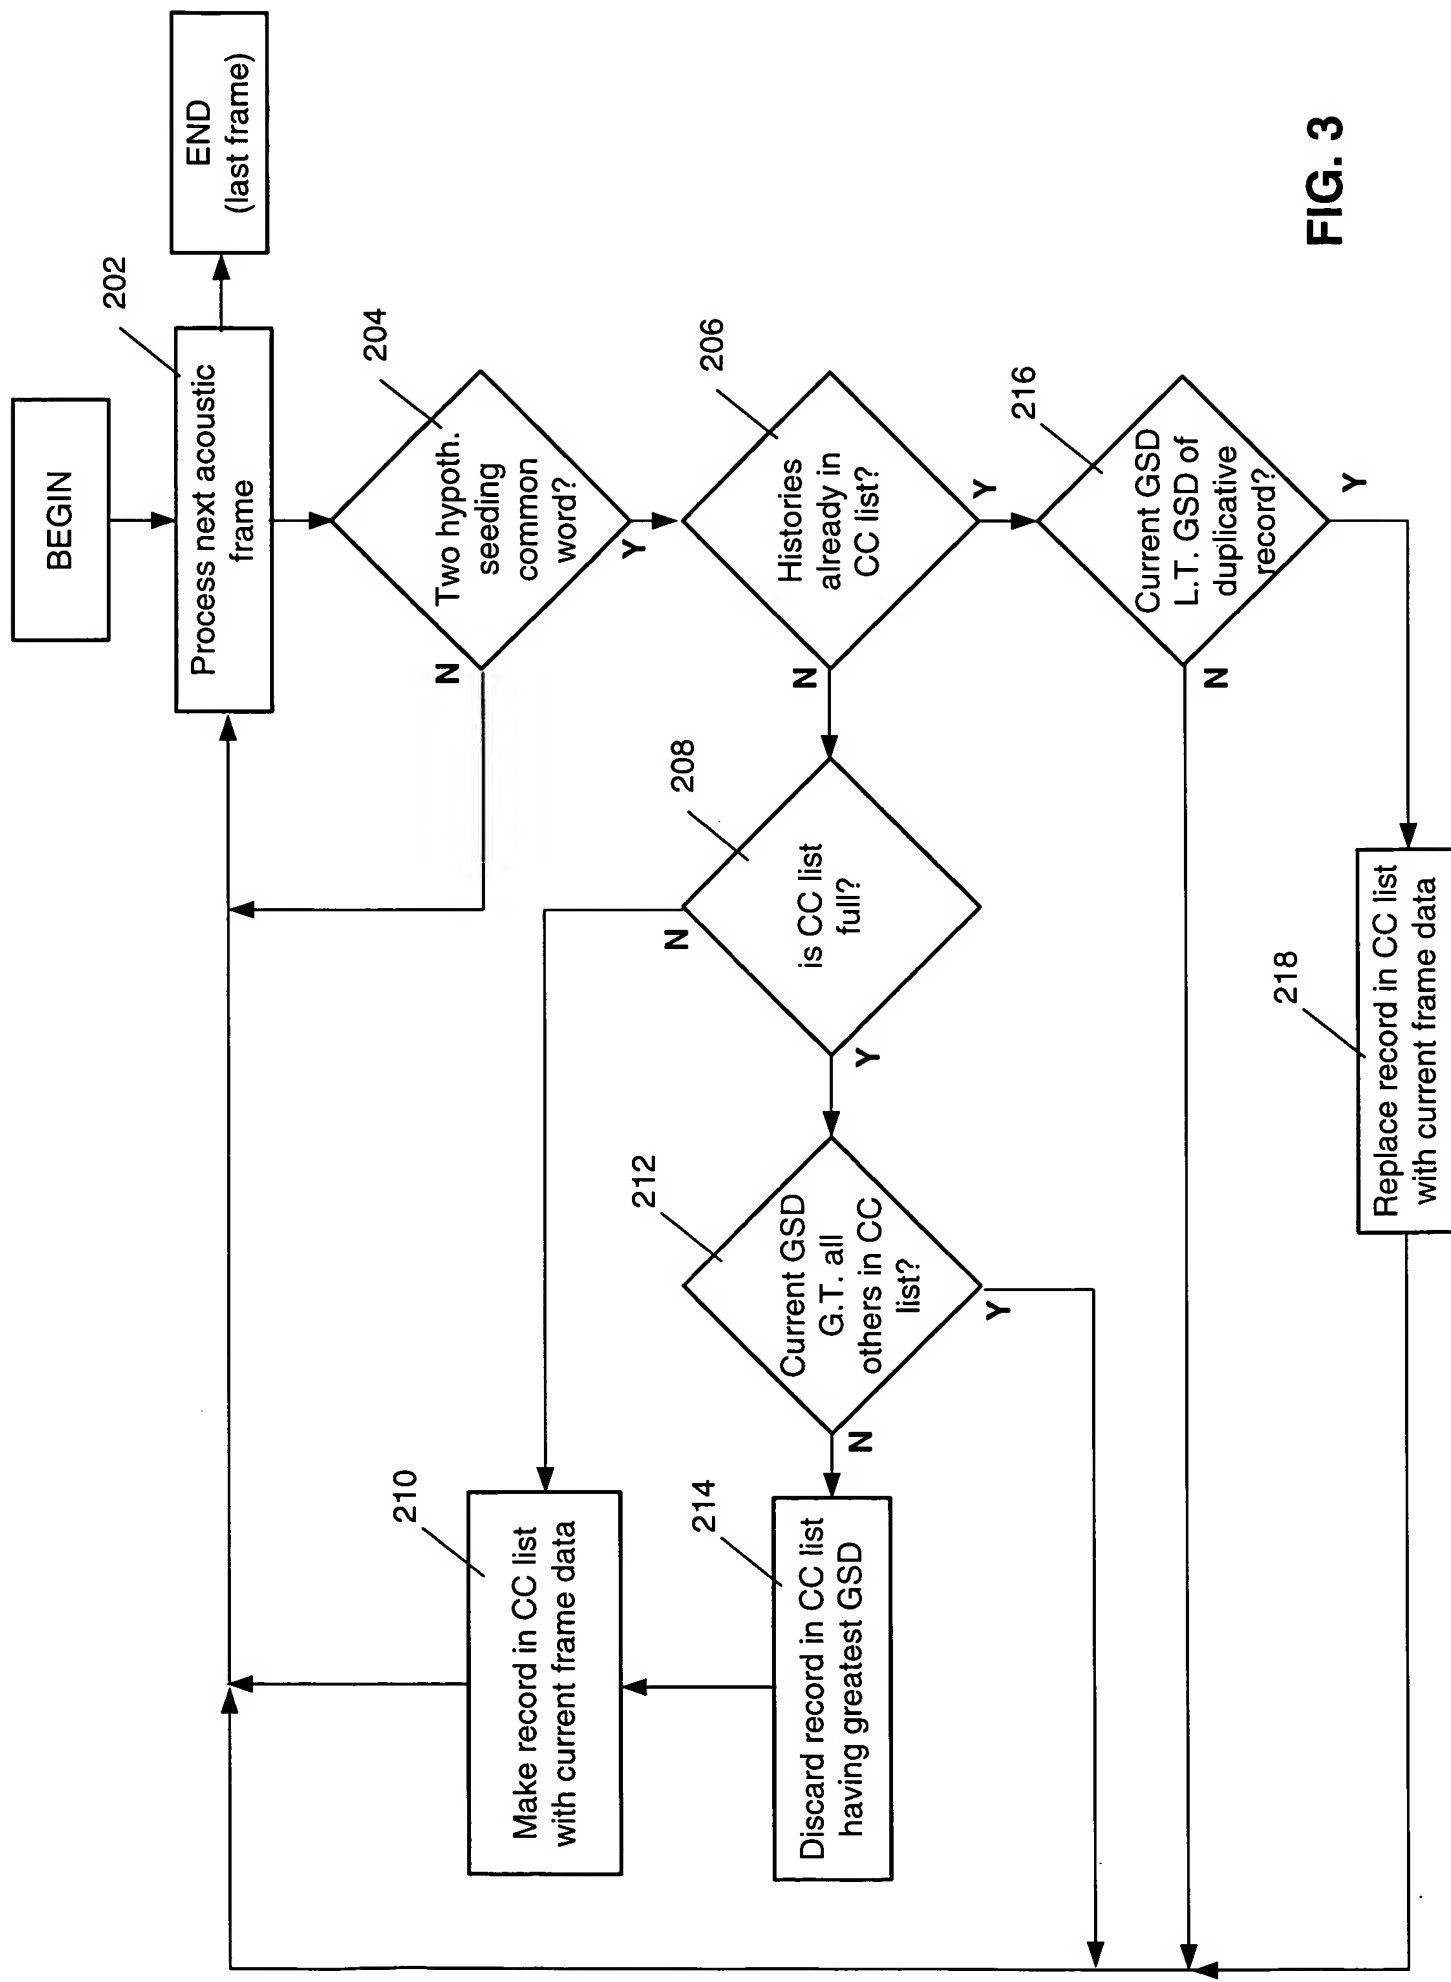 BEGIN
202
Process next acoustic
frame
END
(last frame)
204
Two hypoth.
seeding
common
word?
N
Y
206
Histories
already in
CC list?
N
Y
208
is CC list
full?
N
Y
210
Make record in CC list
with current frame data
212
Current GSD
G.T. all
others in CC
list?
N
Y
214
Discard record in CC list
having greatest GSD
216
Current GSD
L.T. GSD of
duplicative
record?
N
Y
218
Replace record in CC list
with current frame data
FIG. 3